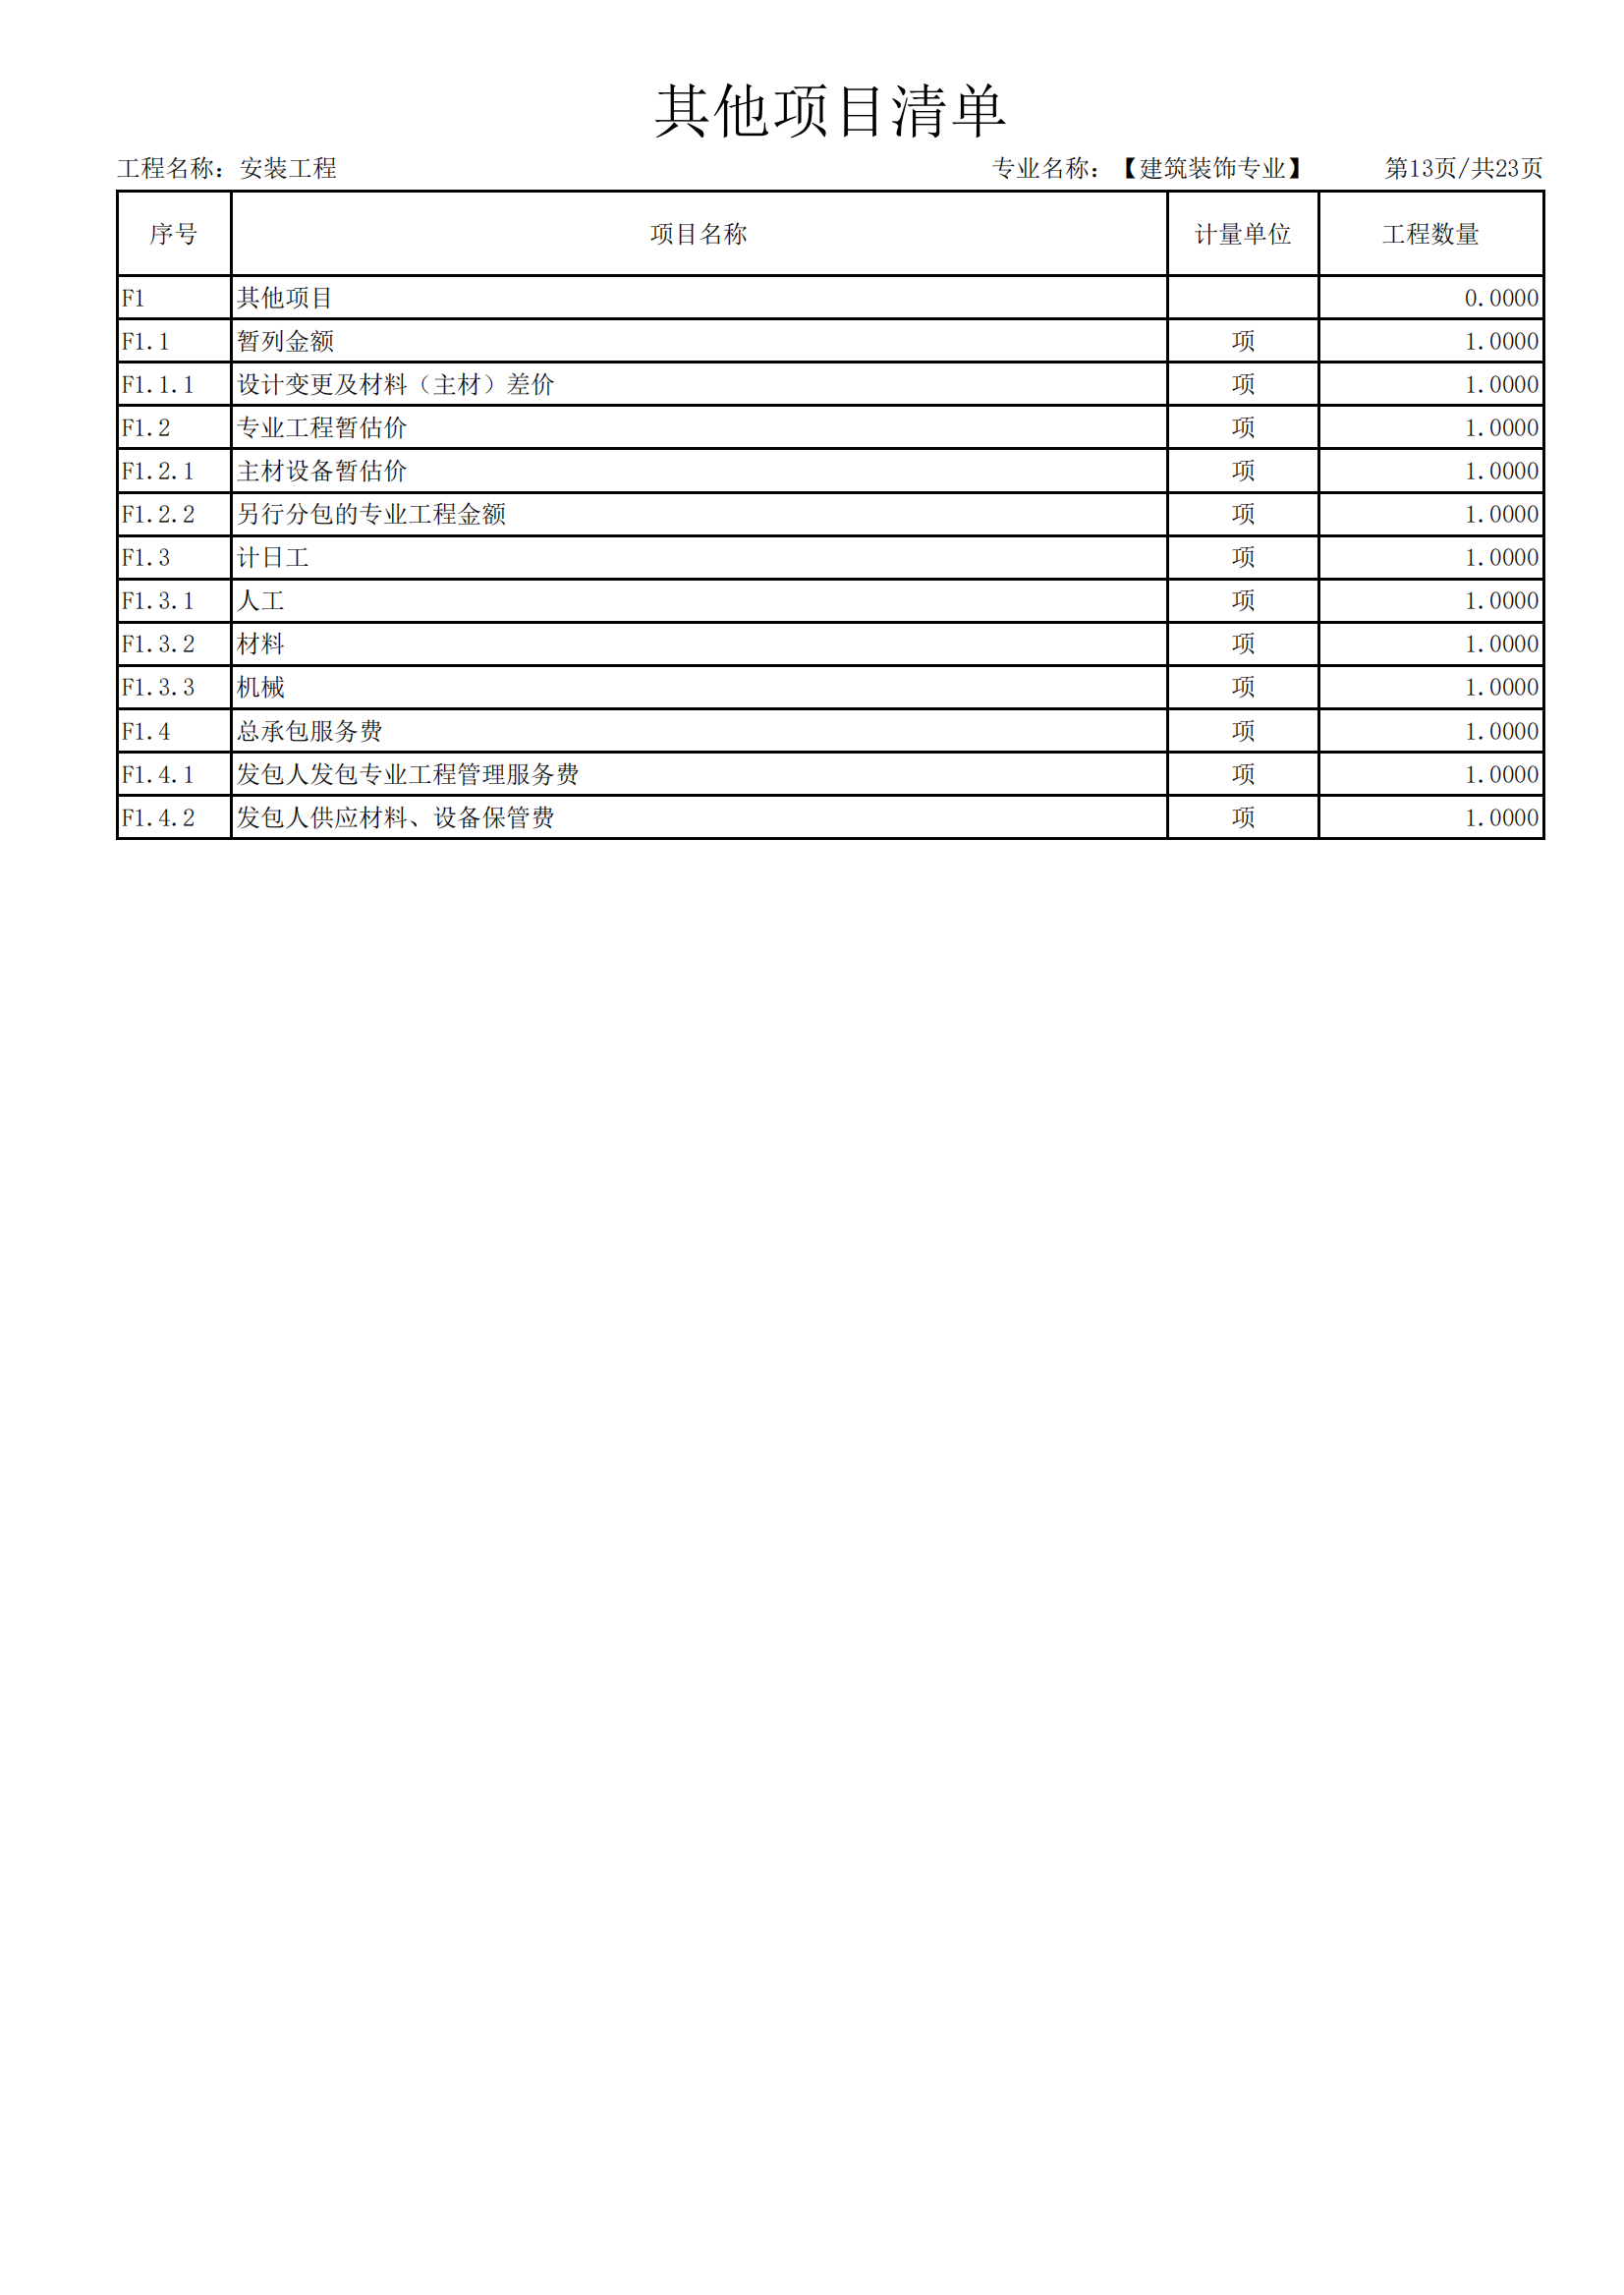 其他项目清单
工程名称：安装工程 专业名称：【建筑装饰专业】 第13页/共23页
序号 项目名称 计量单位 工程数量
F1 其他项目 0.0000
F1.1 暂列金额 项 1.0000
F1.1.1 设计变更及材料（主材）差价 项 1.0000
F1.2 专业工程暂估价 项 1.0000
F1.2.1 主材设备暂估价 项 1.0000
F1.2.2 另行分包的专业工程金额 项 1.0000
F1.3 计日工 项 1.0000
F1.3.1 人工 项 1.0000
F1.3.2 材料 项 1.0000
F1.3.3 机械 项 1.0000
F1.4 总承包服务费 项 1.0000
F1.4.1 发包人发包专业工程管理服务费 项 1.0000
F1.4.2 发包人供应材料、设备保管费 项 1.0000